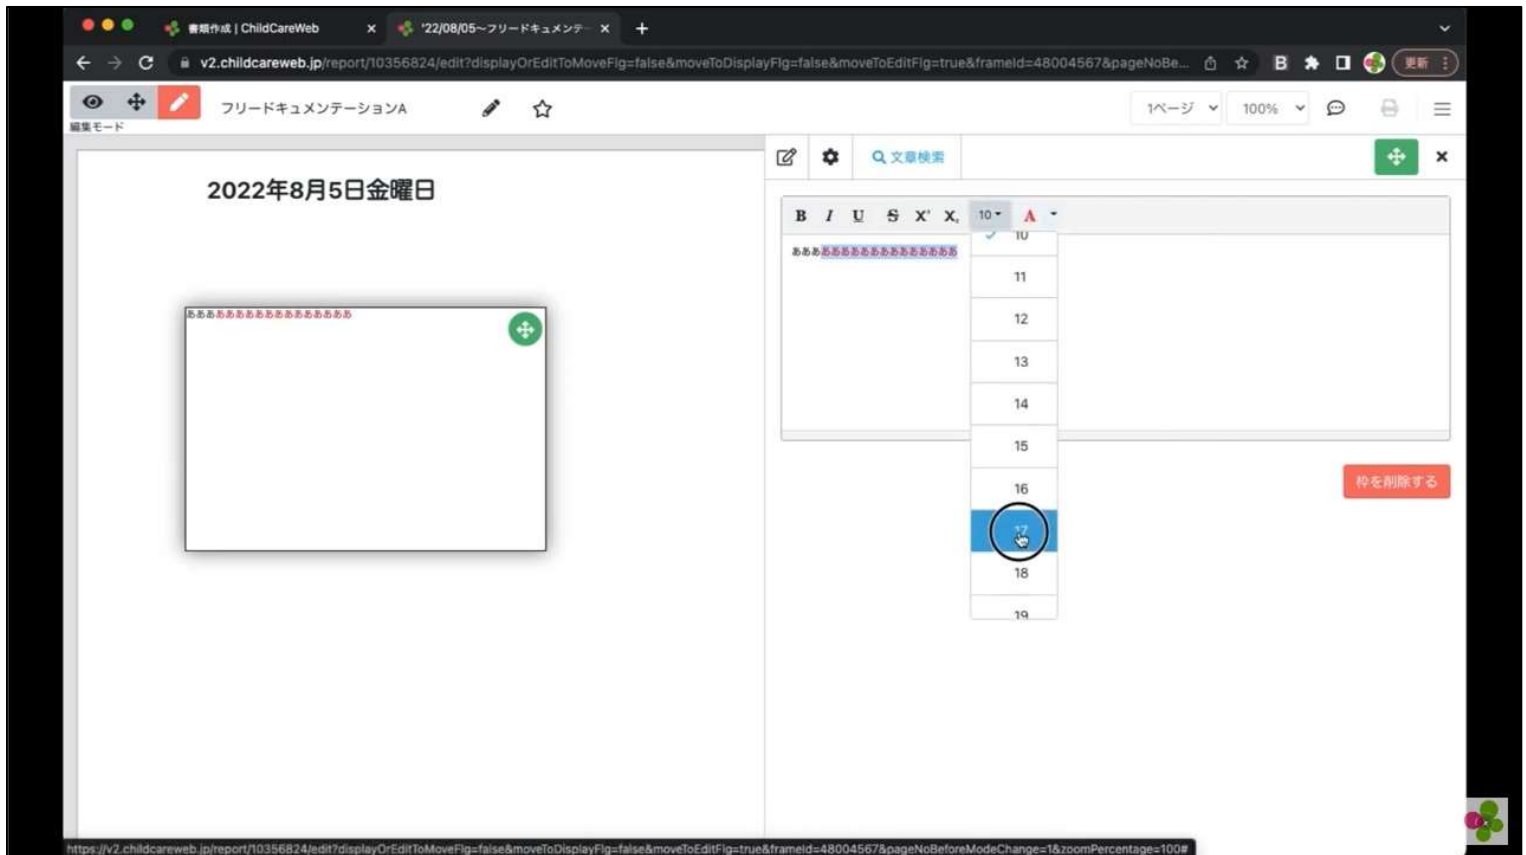 書類作成 | ChildCareWeb
'22/08/05〜フリードキュメンテ
v2.childcareweb.jp/report/10356824/edit?displayOrEditToMoveFlg=false&moveToDisplayFlg=false&moveToEditFlg=true&frameId=48004567&pageNoBe...
B
更新
フリードキュメンテーションA
1ページ
100%
編集モード
文章検索
2022年8月5日金曜日
B I U S X X 10 A
ああああああああああああああああああ
10
11
12
13
14
15
16
17
18
19
ああああああああああああああああああ
枠を削除する
https://v2.childcareweb.jp/report/10356824/edit?displayOrEditToMoveFlg=false&moveToDisplayFlg=false&moveToEditFlg=true&frameId=48004567&pageNoBeforeModeChange=1&zoomPercentage=100#